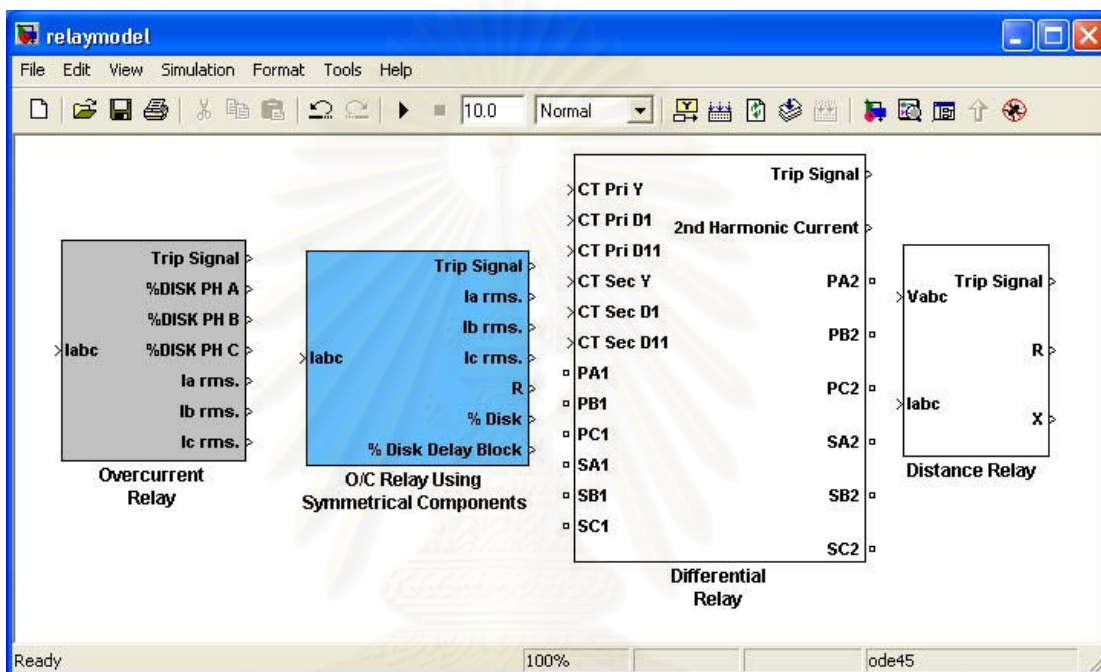 relaymodel
File Edit View Simulation Format Tools Help
10.0 Normal
Iabc
Trip Signal
%DISK PH A
%DISK PH B
%DISK PH C
Ia rms.
Ib rms.
Ic rms.
Overcurrent
Relay
Iabc
Trip Signal
Ia rms.
Ib rms.
Ic rms.
R
% Disk
% Disk Delay Block
O/C Relay Using
Symmetrical Components
CT Pri Y
CT Pri D1
CT Pri D11
CT Sec Y
CT Sec D1
CT Sec D11
PA1
PB1
PC1
SA1
SB1
SC1
Trip Signal
2nd Harmonic Current
PA2
PB2
PC2
SA2
SB2
SC2
Differential
Relay
Vabc
Iabc
Trip Signal
R
X
Distance Relay
Ready 100% ode45